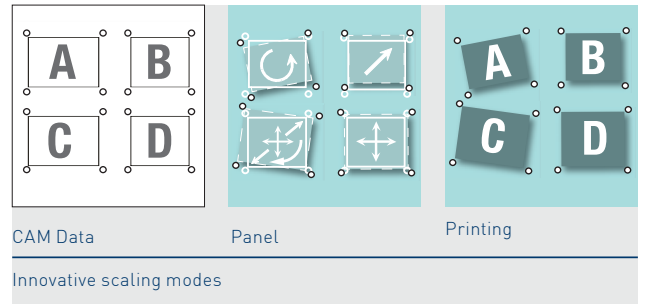 A B
C D
A B
C D
CAM Data
Panel
Printing
Innovative scaling modes